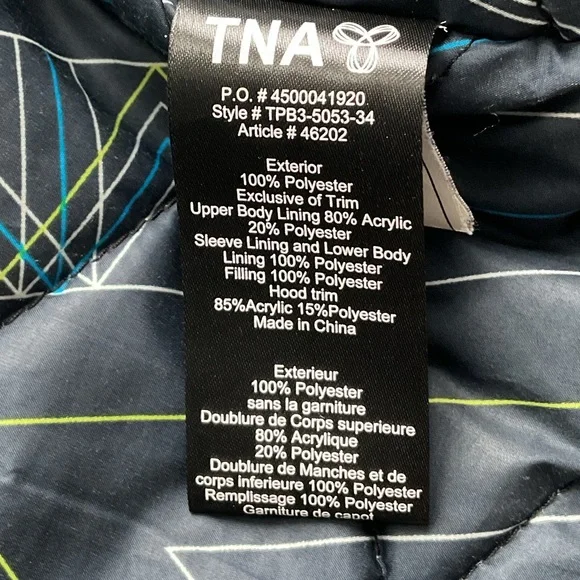 TNA
P.O. # 4500041920
Style # TPB3-5053-34
Article # 46202
Exterior
100% Polyester
Exclusive of Trim
Upper Body Lining 80% Acrylic
20% Polyester
Sleeve Lining and Lower Body
Lining 100% Polyester
Filling 100% Polyester
Hood trim
85%Acrylic 15%Polyester
Made in China
Exterieur
100% Polyester
sans la garniture
Doublure de Corps superieure
80% Acrylique
20% Polyester
Doublure de Manches et de
corps inferieure 100% Polyester
Remplissage 100% Polyester
Garniture de capot